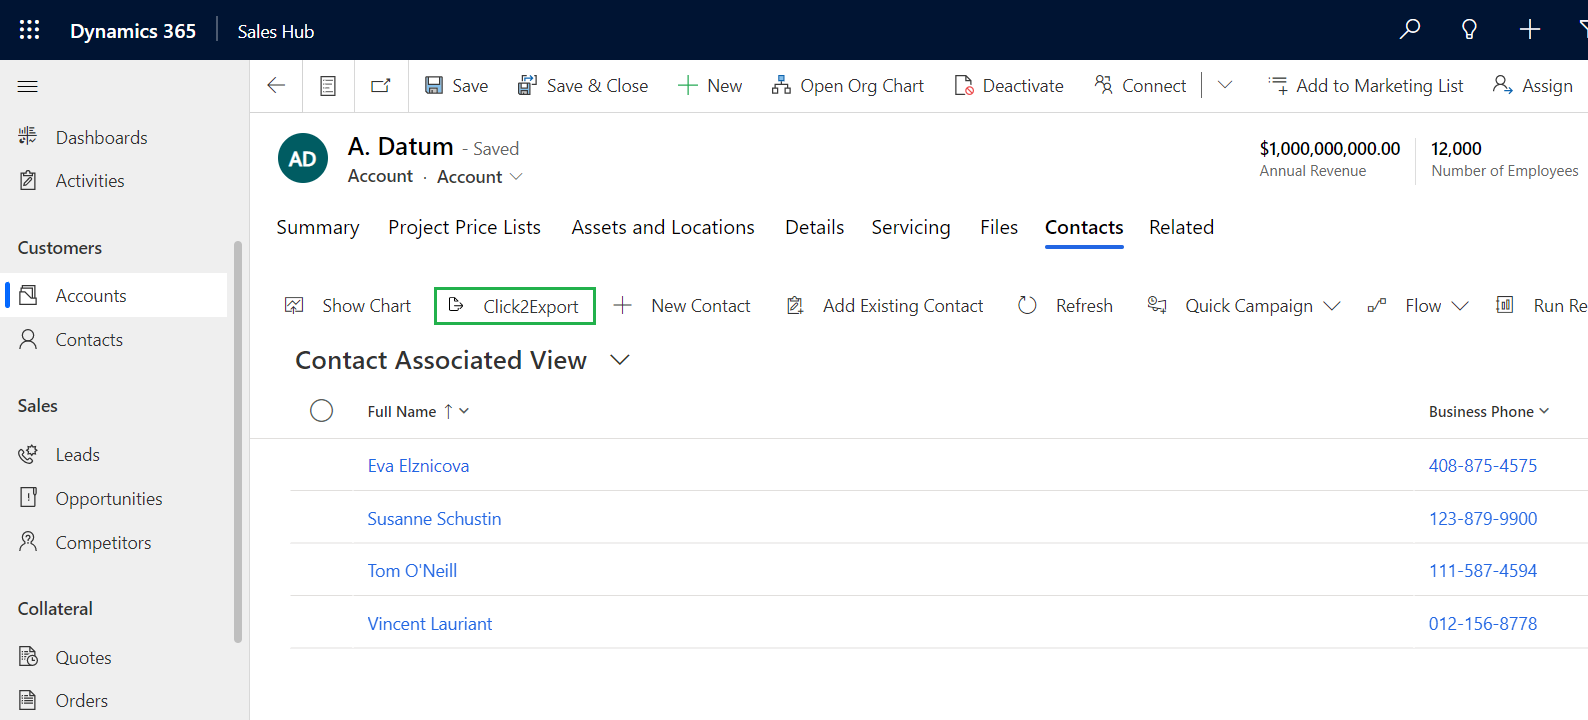 Dynamics 365 Sales Hub
Save Save & Close New Open Org Chart Deactivate Connect Add to Marketing List Assign
Dashboards
Activities
Customers
Accounts
Contacts
Sales
Leads
Opportunities
Competitors
Collateral
Quotes
Orders
AD
A. Datum - Saved
Account · Account
$1,000,000,000.00
Annual Revenue
12,000
Number of Employees
Summary Project Price Lists Assets and Locations Details Servicing Files Contacts Related
Show Chart Click2Export New Contact Add Existing Contact Refresh Quick Campaign Flow Run Re
Contact Associated View
Full Name Business Phone
Eva Elznicova 408-875-4575
Susanne Schustin 123-879-9900
Tom O'Neill 111-587-4594
Vincent Lauriant 012-156-8778